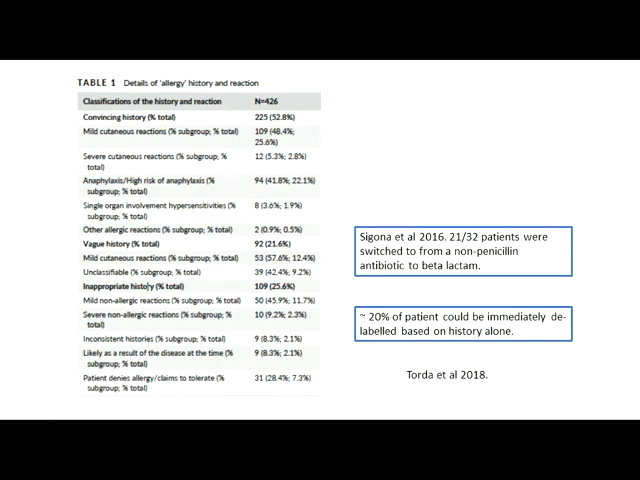 TABLE 1 Details of 'allergy' history and reaction
Classifications of the history and reaction N=426
Convincing history (% total) 225 (52.8%)
Mild cutaneous reactions (% subgroup; % total) 109 (48.4%;
25.6%)
Severe cutaneous reactions (% subgroup; % 12 (5.3%; 2.8%)
total)
Anaphylaxis/High risk of anaphylaxis (% 94 (41.8%; 22.1%)
subgroup; % total)
Single organ involvement hypersensitivities (% 8 (3.6%; 1.9%)
subgroup; % total)
Other allergic reactions (% subgroup; % total) 2 (0.9%; 0.5%)
Vague history (% total) 92 (21.6%)
Mild cutaneous reactions (% subgroup; % total) 53 (57.6%; 12.4%)
Unclassifiable (% subgroup; % total) 39 (42.4%; 9.2%)
Inappropriate history (% total) 109 (25.6%)
Mild non-allergic reactions (% subgroup; % total) 50 (45.9%; 11.7%)
Severe non-allergic reactions (% subgroup; % 10 (9.2%; 2.3%)
total)
Inconsistent histories (% subgroup; % total) 9 (8.3%; 2.1%)
Likely as a result of the disease at the time (% 9 (8.3%; 2.1%)
subgroup; % total)
Patient denies allergy/claims to tolerate (% 31 (28.4%; 7.3%)
subgroup; % total)
Sigona et al 2016. 21/32 patients were
switched to from a non-penicillin
antibiotic to beta lactam.
~ 20% of patient could be immediately de-
labelled based on history alone.
Torda et al 2018.